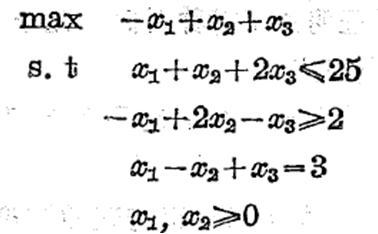 max -x₁+x₂+x₃
s. t x₁+x₂+2x₃⩽25
-x₁+2x₂-x₃⩾2
x₁-x₂+x₃=3
x₁, x₂⩾0